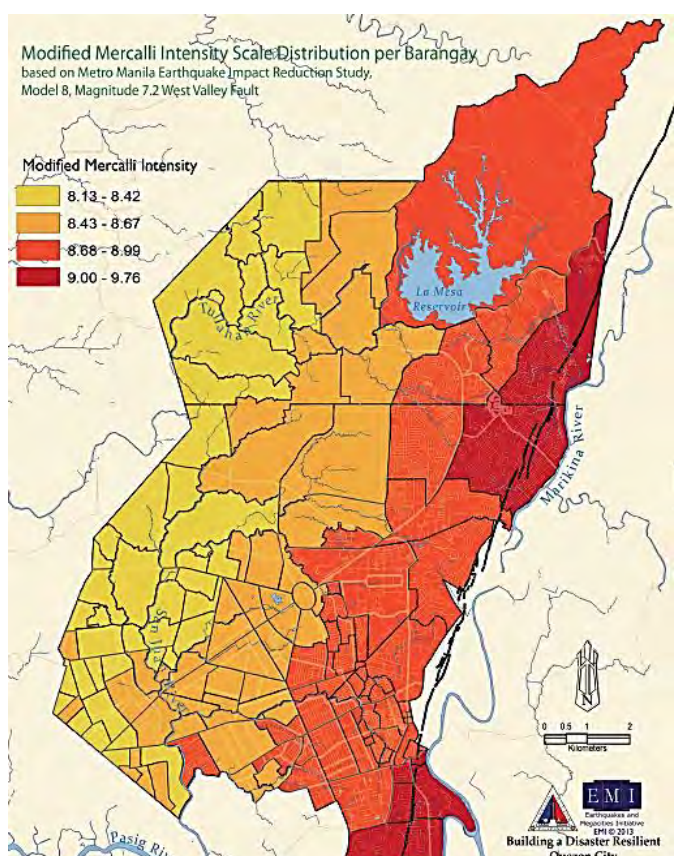 Modified Mercalli Intensity Scale Distribution per Barangay
based on Metro Manila Earthquake Impact Reduction Study,
Model 8, Magnitude 7.2 West Valley Fault
Modified Mercalli Intensity
8.13 - 8.42
8.43 - 8.67
8.68 - 8.99
9.00 - 9.76
La Mesa
Reservoir
Tullahan River
Marikina River
San Juan River
N
0 0.5 1 2
Kilometers
EMI
Earthquakes and
Megacities Initiative
EMI © 2013
Building a Disaster Resilient
Quezon City
Pasig